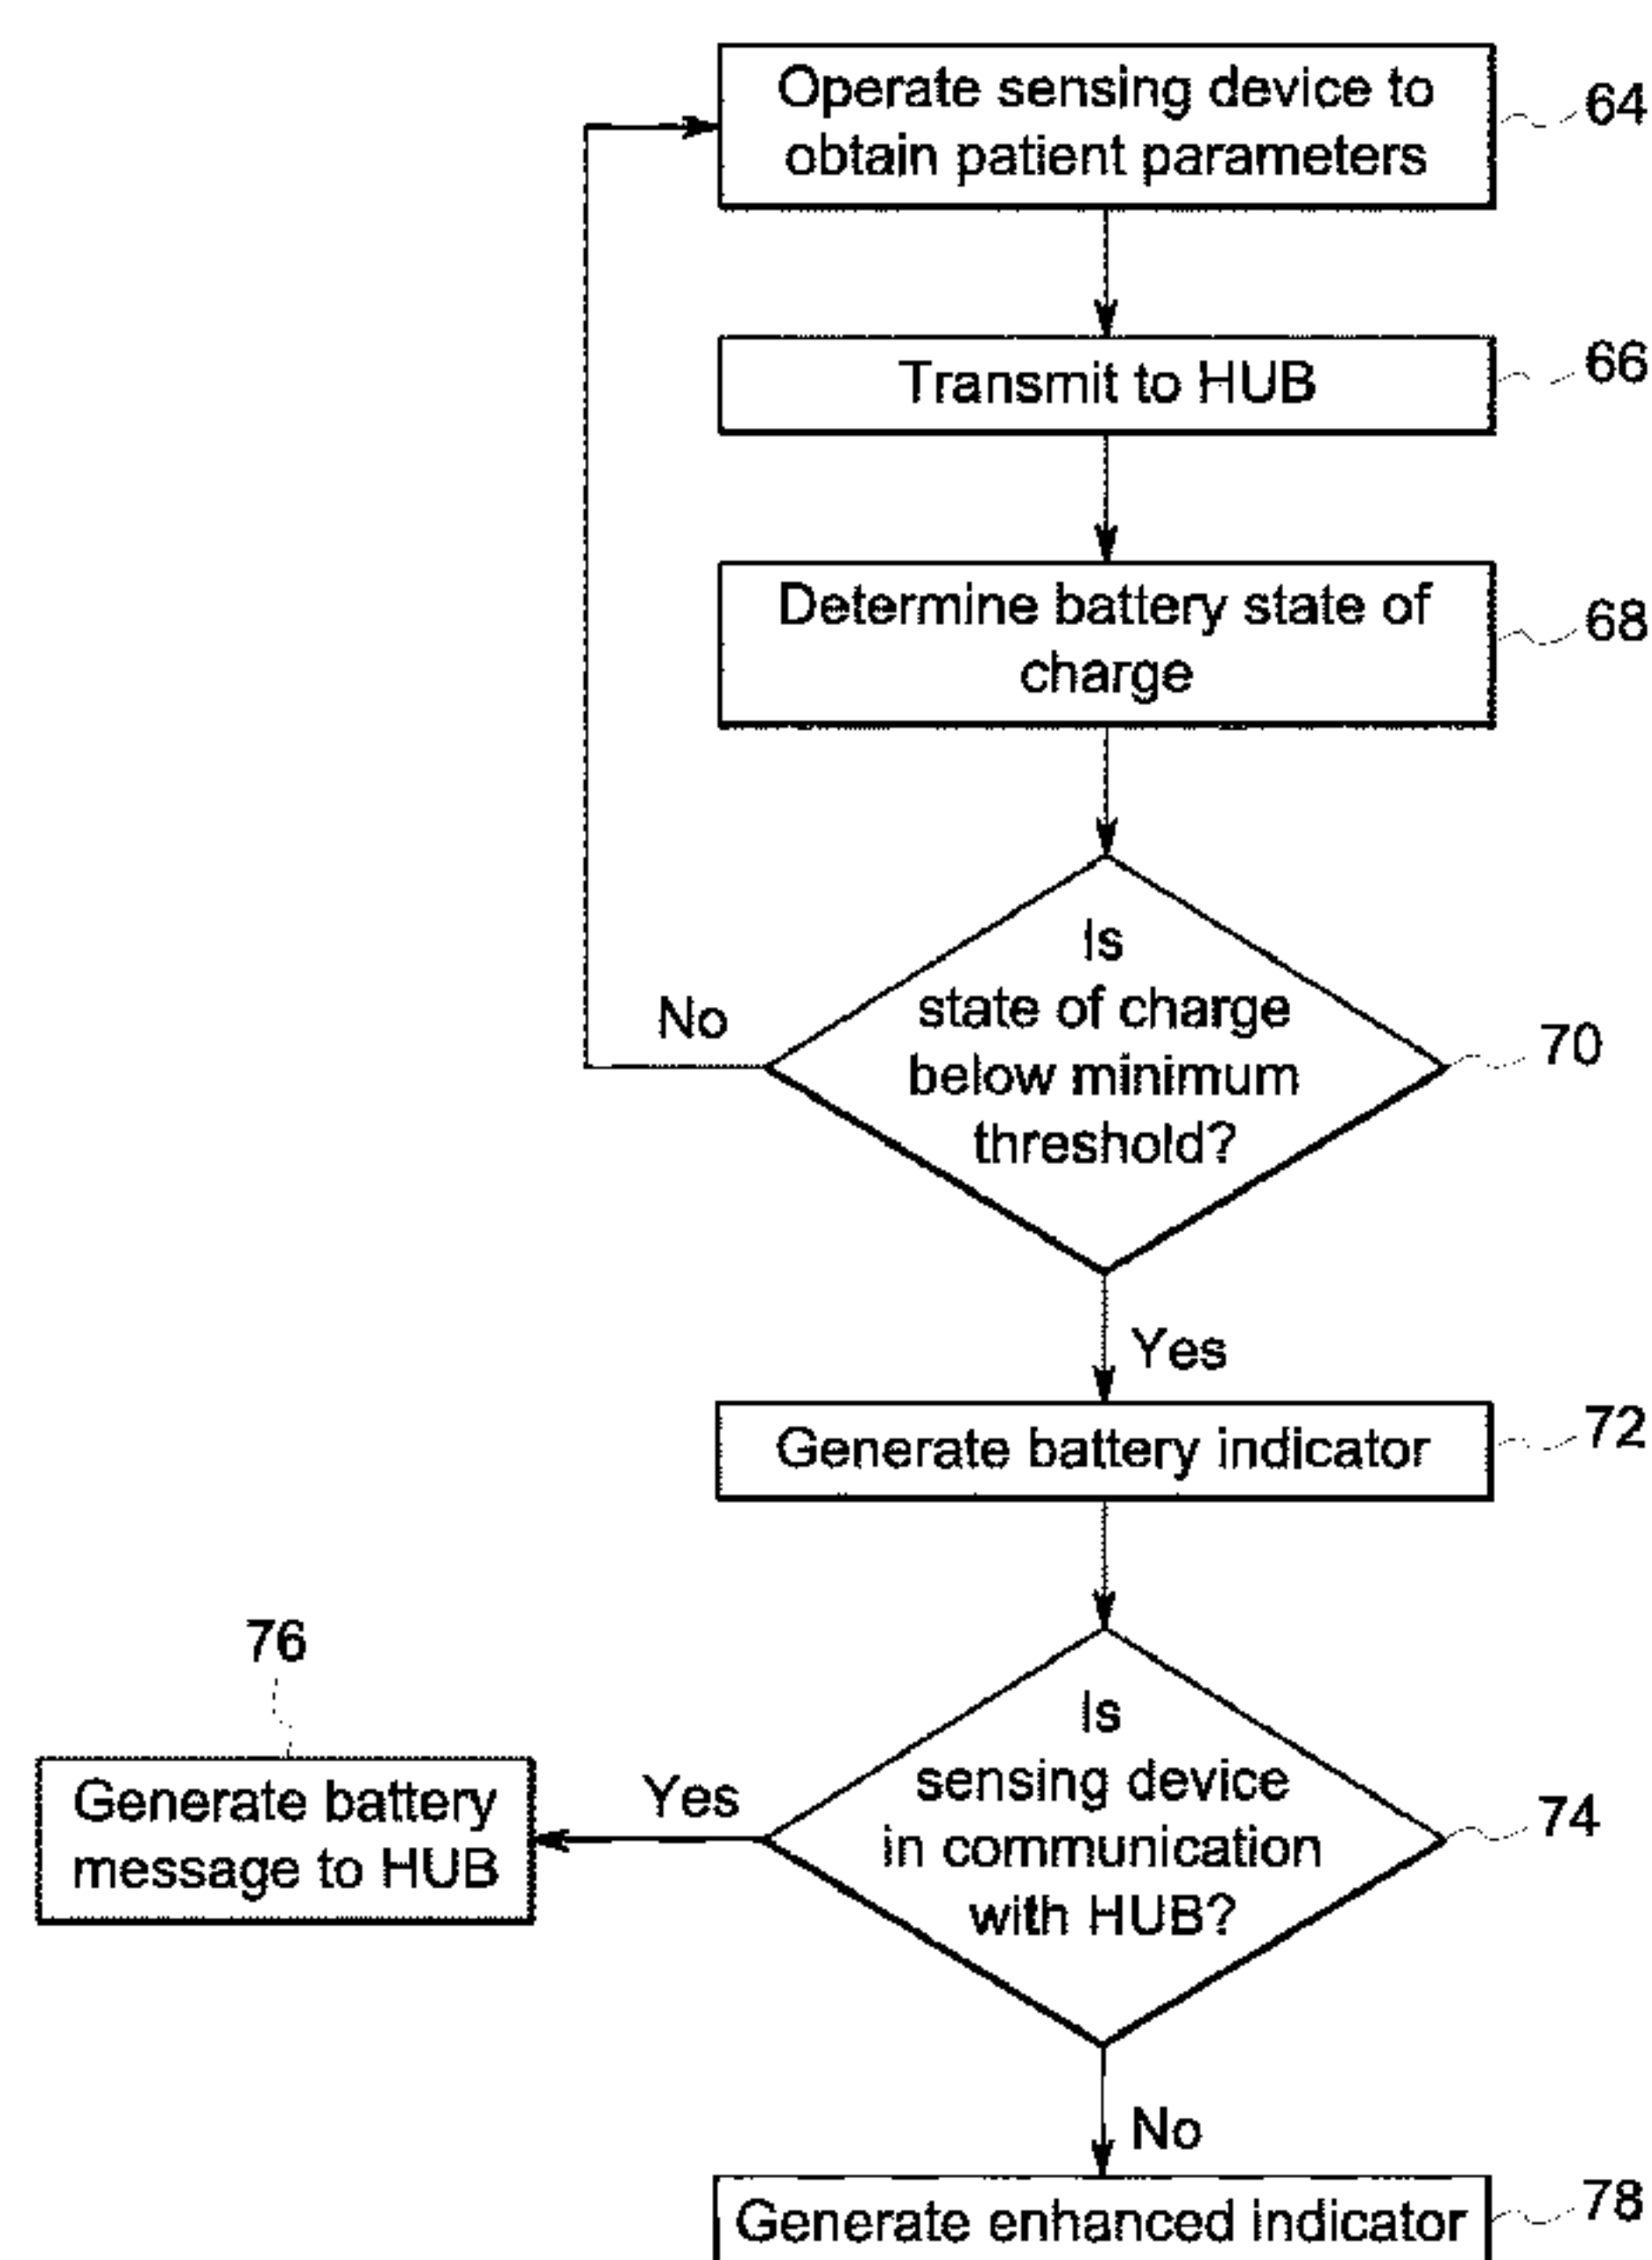 Operate sensing device to
obtain patient parameters
64
Transmit to HUB
66
Determine battery state of
charge
68
Is
state of charge
below minimum
threshold?
No
70
Yes
Generate battery indicator
72
76
Generate battery
message to HUB
Yes
Is
sensing device
in communication
with HUB?
74
No
Generate enhanced indicator
78